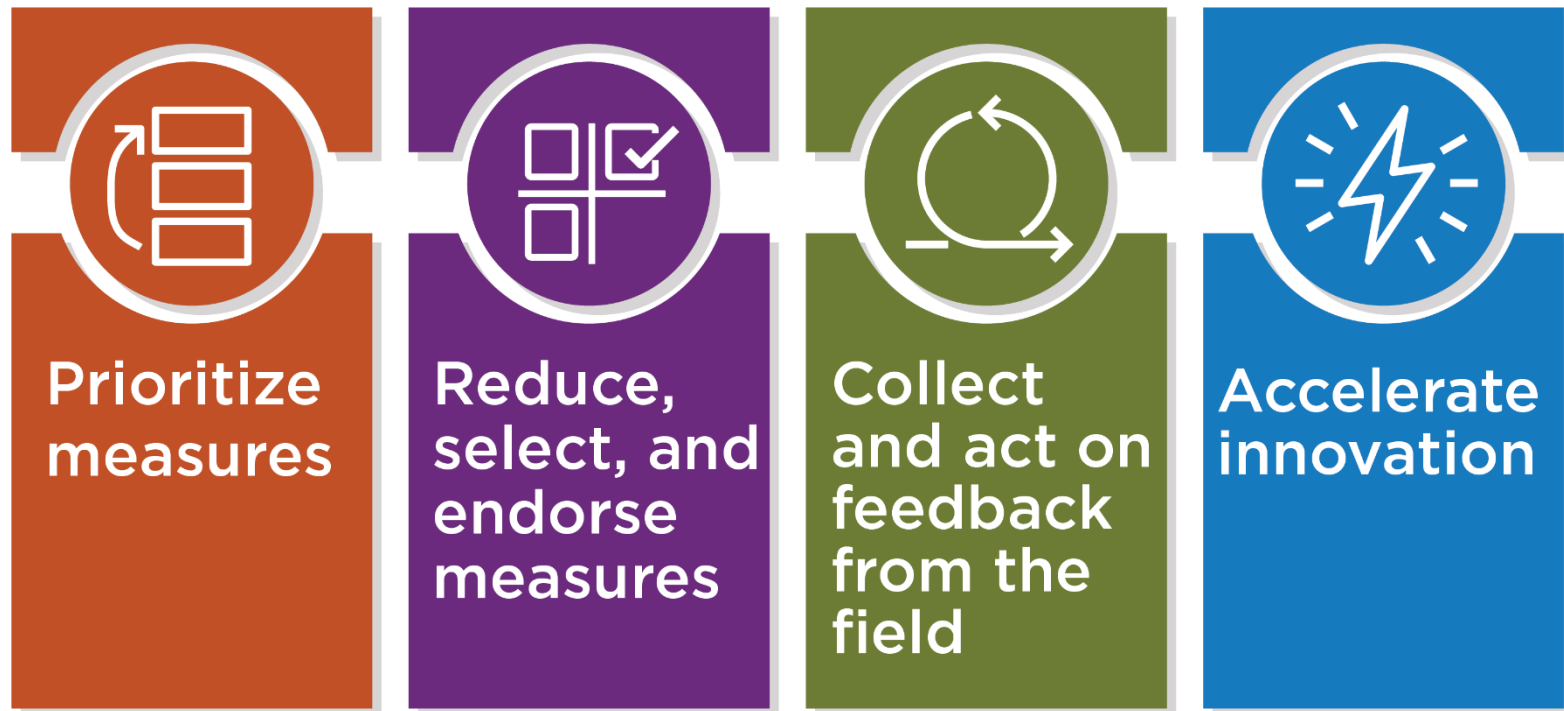 Prioritize
measures
Reduce,
select, and
endorse
measures
Collect
and act on
feedback
from the
field
Accelerate
innovation